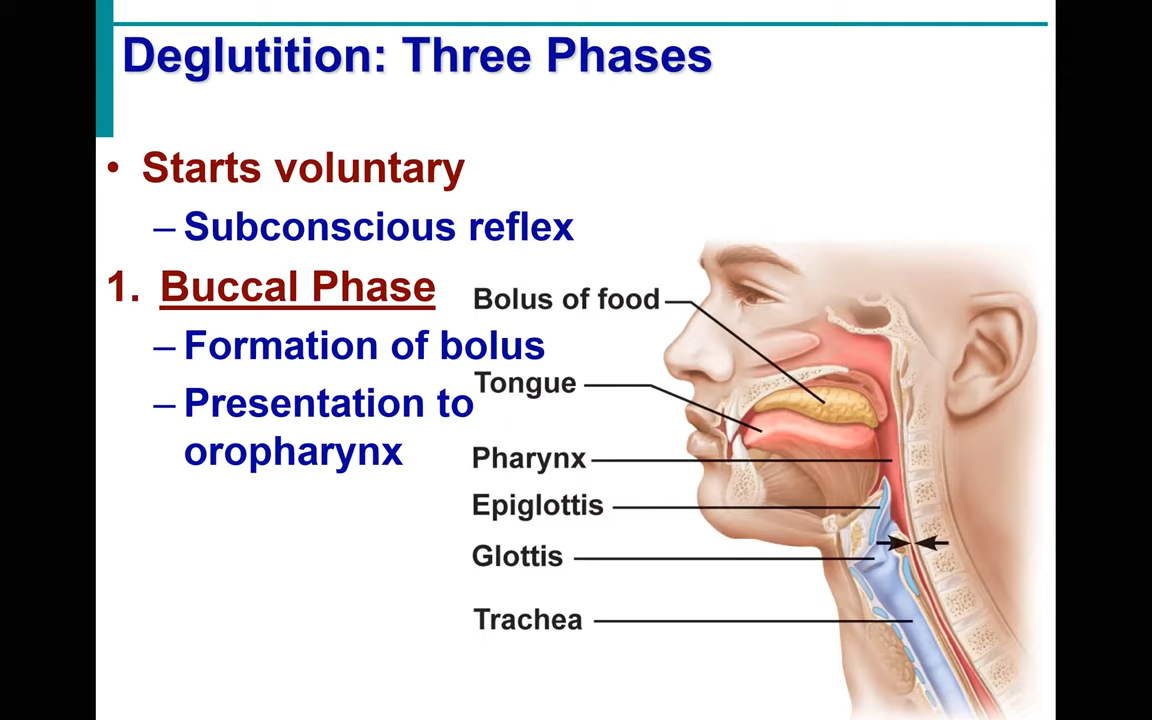 Deglutition: Three Phases
• Starts voluntary
– Subconscious reflex
1. Buccal Phase
– Formation of bolus
– Presentation to
oropharynx
Bolus of food
Tongue
Pharynx
Epiglottis
Glottis
Trachea